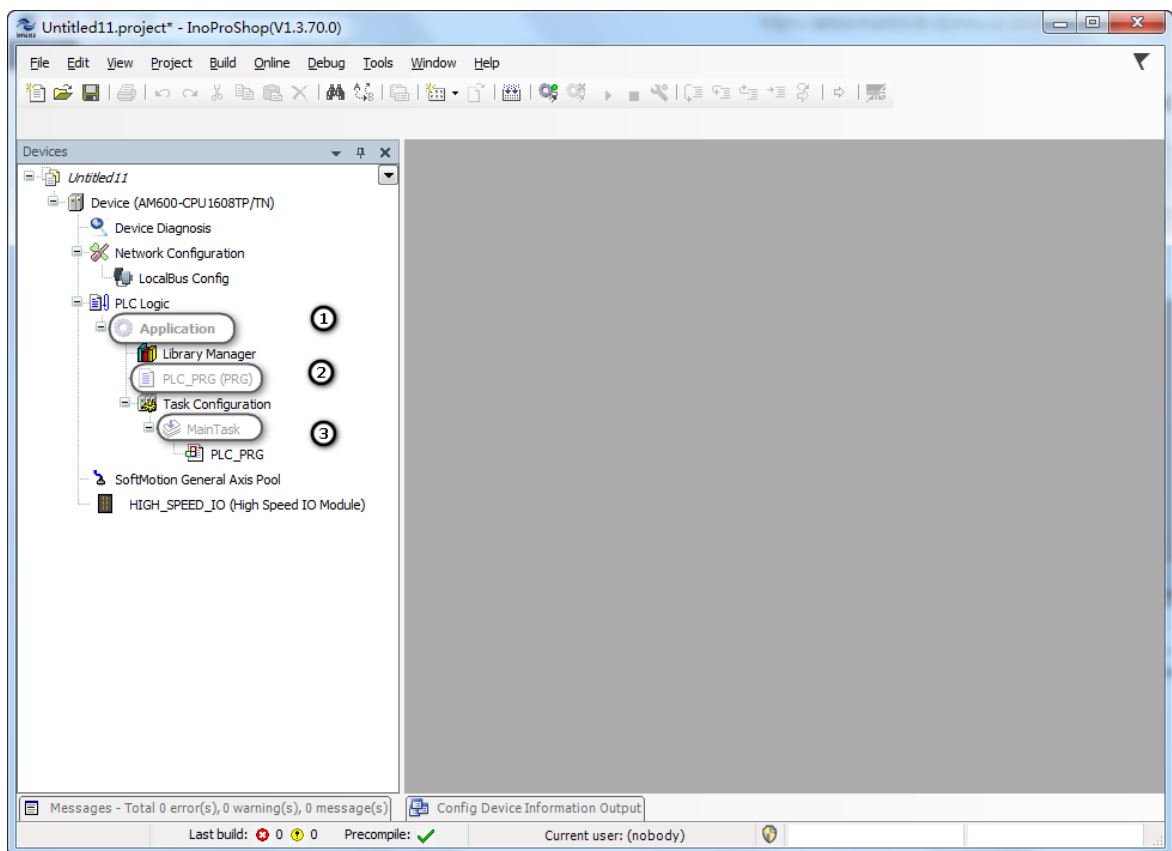 Untitled11.project* - InoProShop(V1.3.70.0)
File Edit View Project Build Online Debug Tools Window Help
Devices
Untitled11
Device (AM600-CPU1608TP/TN)
Device Diagnosis
Network Configuration
LocalBus Config
PLC Logic
Application ①
Library Manager
PLC_PRG (PRG) ②
Task Configuration
MainTask ③
PLC_PRG
SoftMotion General Axis Pool
HIGH_SPEED_IO (High Speed IO Module)
Messages - Total 0 error(s), 0 warning(s), 0 message(s) Config Device Information Output
Last build: 0 0 Precompile: Current user: (nobody)